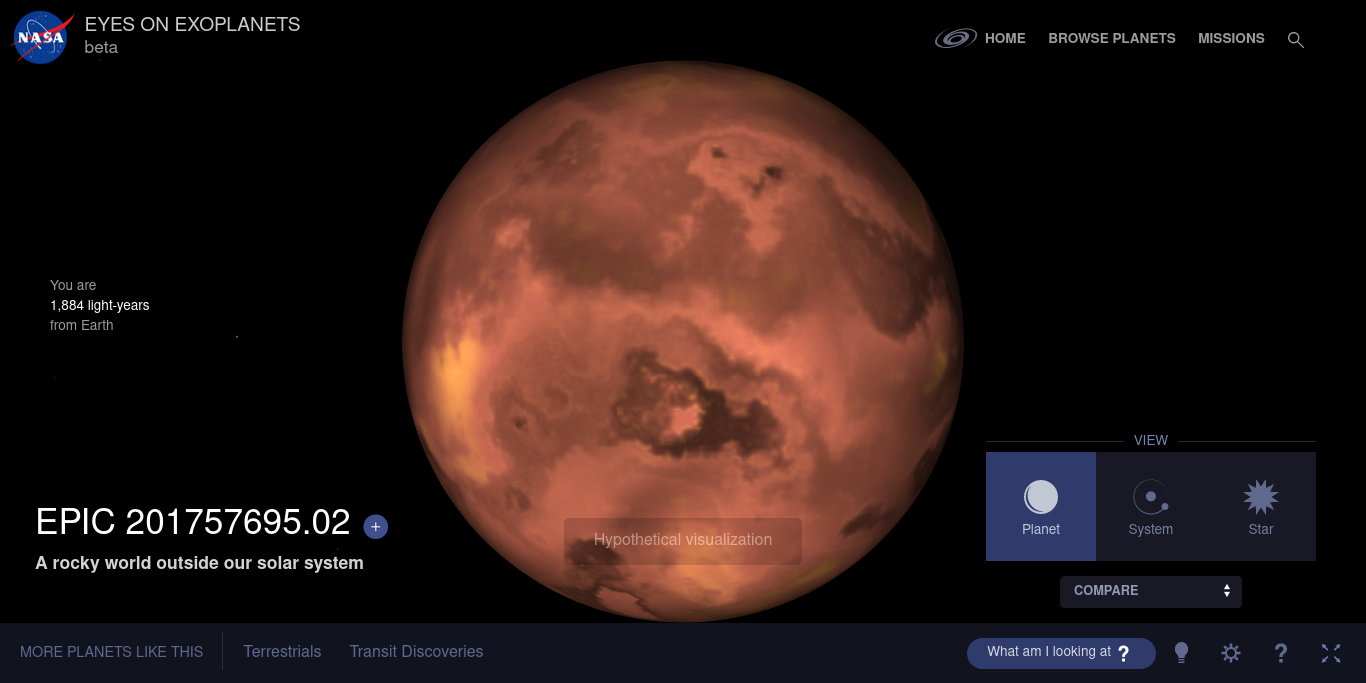 NASA
EYES ON EXOPLANETS
beta
HOME
BROWSE PLANETS
MISSIONS
You are
1,884 light-years
from Earth
EPIC 201757695.02 +
A rocky world outside our solar system
Hypothetical visualization
VIEW
Planet
System
Star
COMPARE
MORE PLANETS LIKE THIS
Terrestrials
Transit Discoveries
What am I looking at ?
?